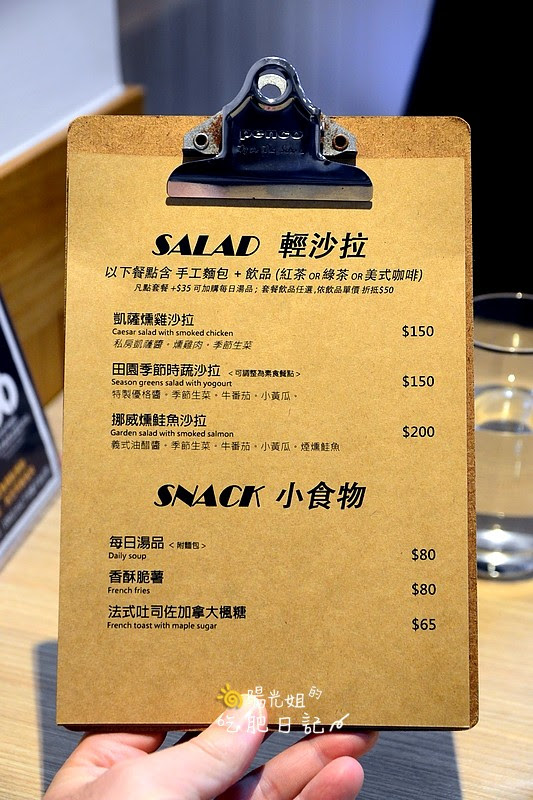 penco
SALAD 輕沙拉
以下餐點含 手工麵包 + 飲品 (紅茶 OR 綠茶 OR 美式咖啡)
凡點套餐 +$35 可加購每日湯品 ; 套餐飲品任選,依飲品單價 折抵$50
凱薩燻雞沙拉
Caesar salad with smoked chicken
私房凱薩醬。燻雞肉。季節生菜
$150
田園季節時蔬沙拉 <可調整為素食餐點>
Season greens salad with yogourt
特製優格醬。季節生菜。牛番茄。小黃瓜。
$150
挪威燻鮭魚沙拉
Garden salad with smoked salmon
義式油醋醬。季節生菜。牛番茄。小黃瓜。煙燻鮭魚
$200
SNACK 小食物
每日湯品 <附麵包>
Daily soup
$80
香酥脆薯
French fries
$80
法式吐司佐加拿大楓糖
French toast with maple sugar
$65
陽光姐的
吃肥日記